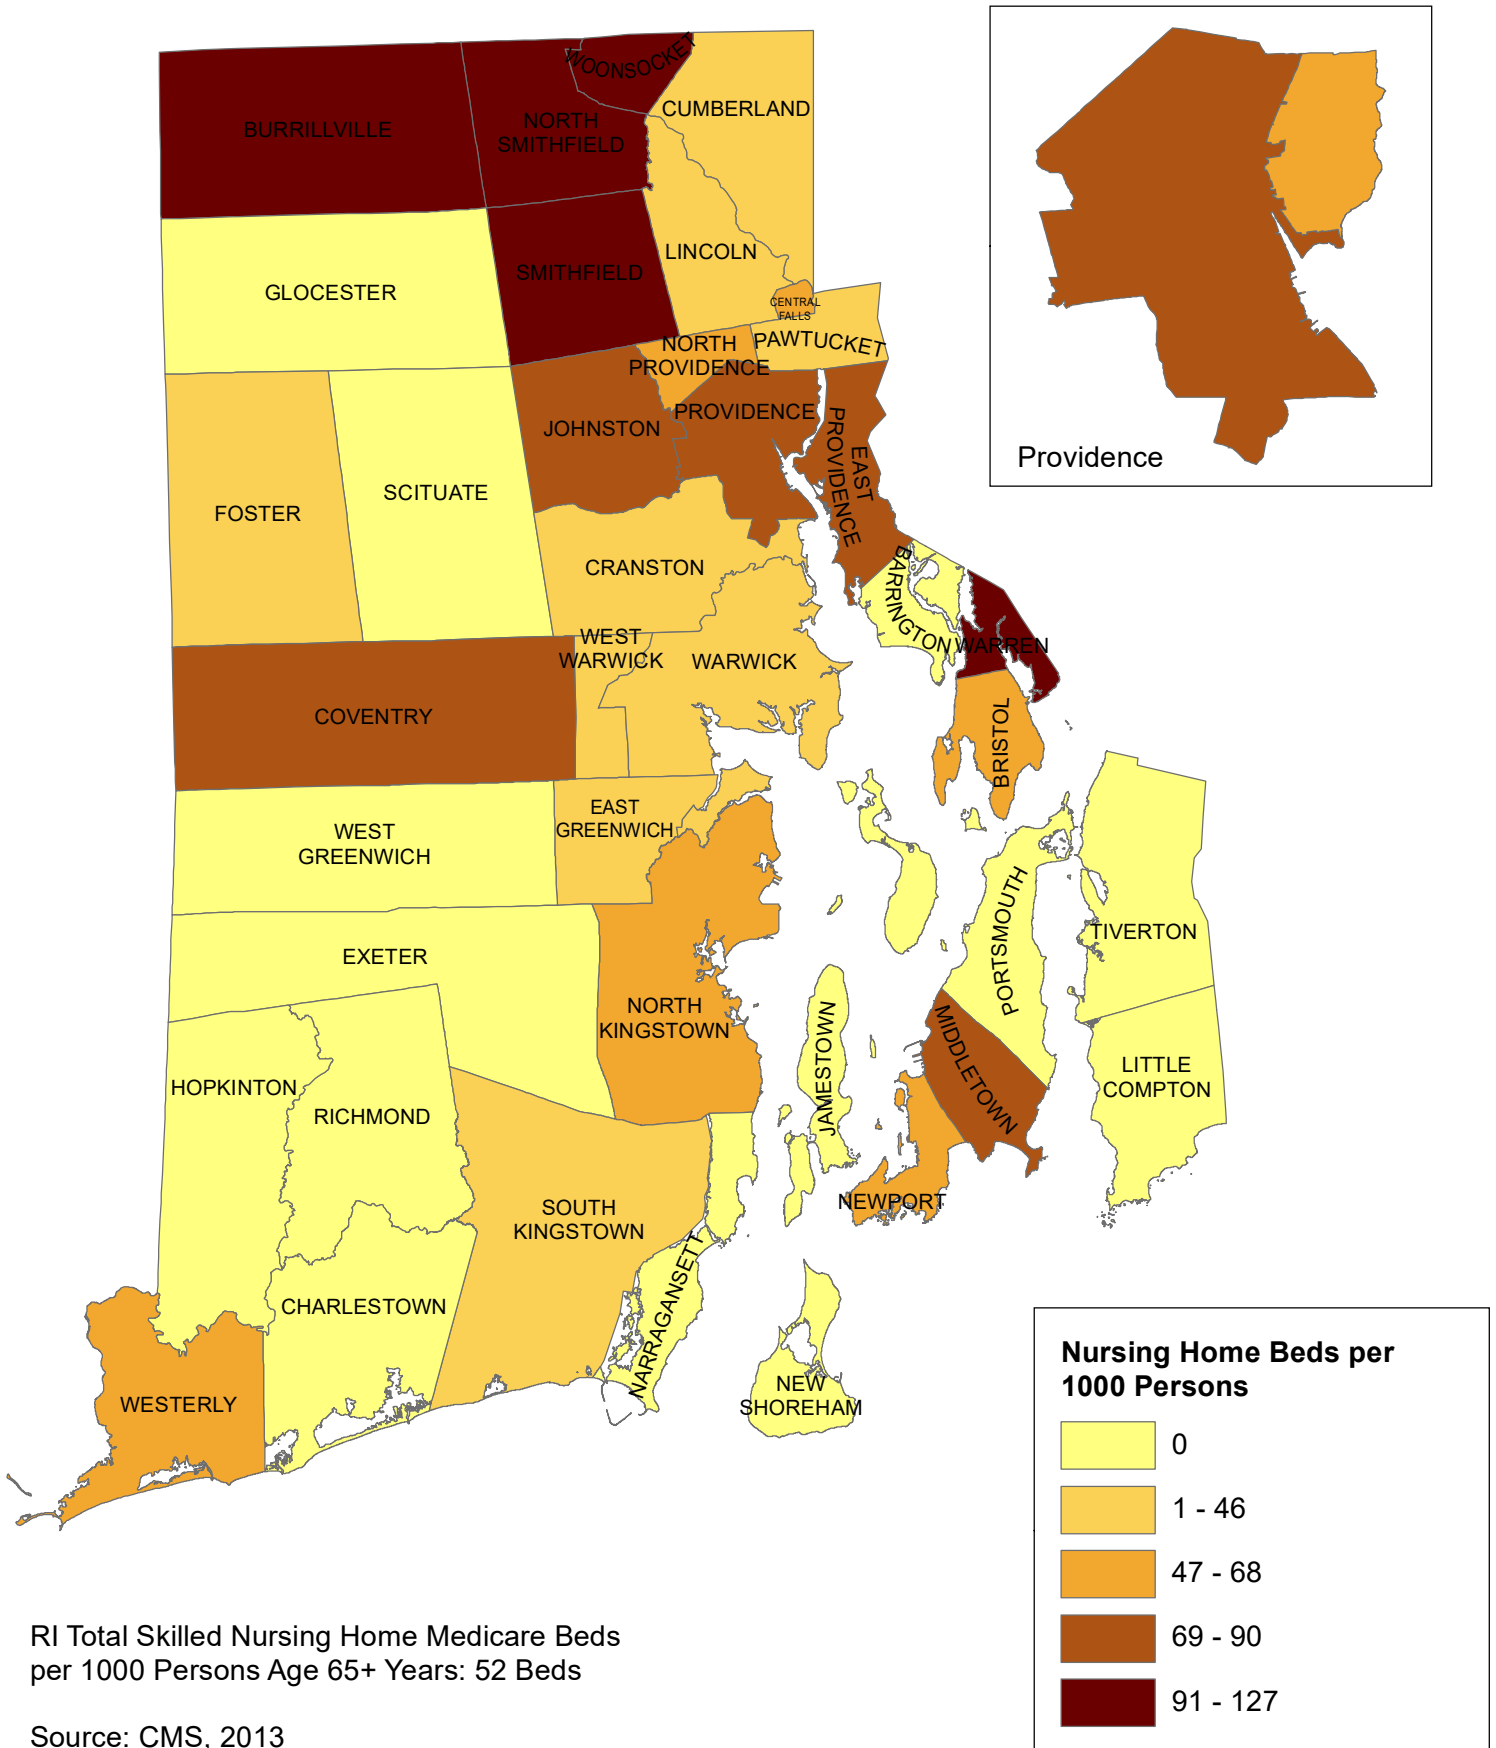 WOONSOCKET
CUMBERLAND
BURRILLVILLE
NORTH
SMITHFIELD
LINCOLN
SMITHFIELD
GLOCESTER
CENTRAL
FALLS
NORTH
PROVIDENCE
PAWTUCKET
PROVIDENCE
JOHNSTON
EAST
PROVIDENCE
Providence
SCITUATE
FOSTER
CRANSTON
BARRINGTON
WARREN
WEST
WARWICK
WARWICK
COVENTRY
BRISTOL
EAST
GREENWICH
WEST
GREENWICH
PORTSMOUTH
TIVERTON
EXETER
NORTH
KINGSTOWN
JAMESTOWN
MIDDLETOWN
LITTLE
COMPTON
HOPKINTON
RICHMOND
SOUTH
KINGSTOWN
NEWPORT
NARRAGANSETT
CHARLESTOWN
WESTERLY
NEW
SHOREHAM
Nursing Home Beds per
1000 Persons
0
1 - 46
47 - 68
69 - 90
91 - 127
RI Total Skilled Nursing Home Medicare Beds
per 1000 Persons Age 65+ Years: 52 Beds
Source: CMS, 2013